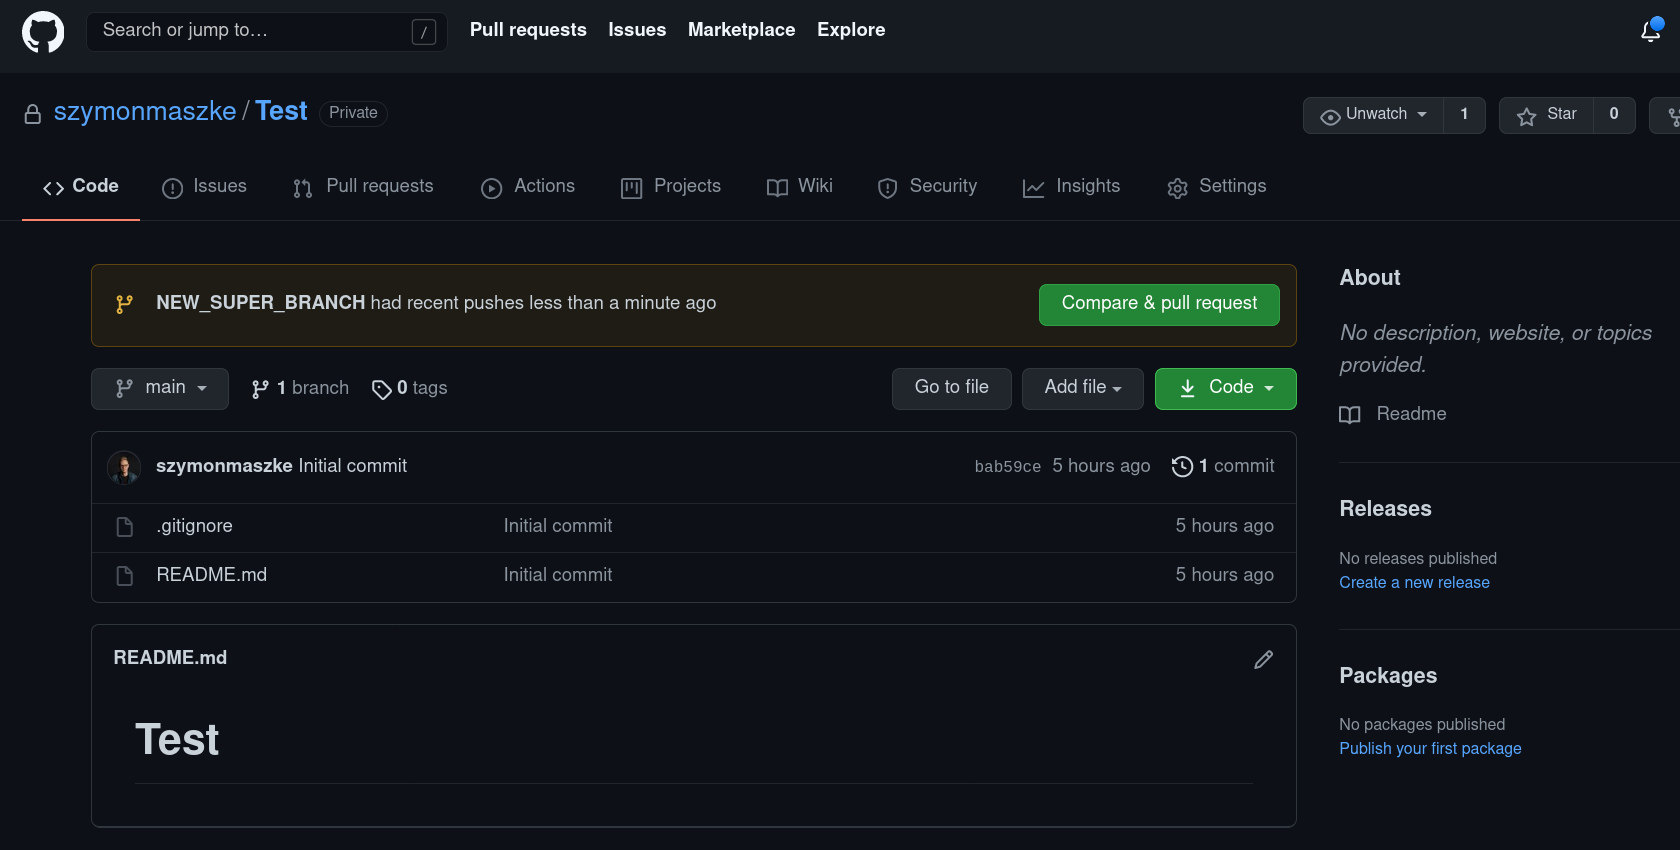 Search or jump to… / Pull requests Issues Marketplace Explore
szymonmaszke / Test Private Unwatch 1 Star 0
Code Issues Pull requests Actions Projects Wiki Security Insights Settings
NEW_SUPER_BRANCH had recent pushes less than a minute ago Compare & pull request
main 1 branch 0 tags Go to file Add file Code
szymonmaszke Initial commit bab59ce 5 hours ago 1 commit
.gitignore Initial commit 5 hours ago
README.md Initial commit 5 hours ago
README.md
Test
About
No description, website, or topics
provided.
Readme
Releases
No releases published
Create a new release
Packages
No packages published
Publish your first package